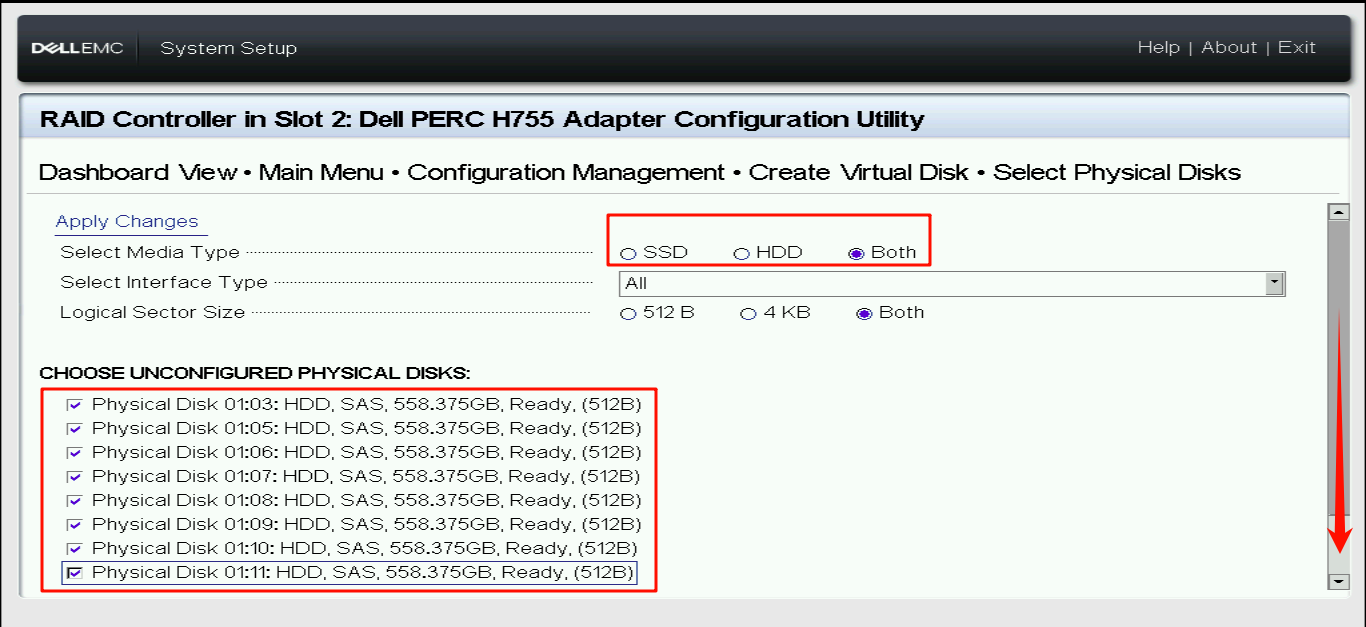 DELLEMC System Setup Help | About | Exit
RAID Controller in Slot 2: Dell PERC H755 Adapter Configuration Utility
Dashboard View • Main Menu • Configuration Management • Create Virtual Disk • Select Physical Disks
Apply Changes
Select Media Type SSD HDD Both
Select Interface Type All
Logical Sector Size 512 B 4 KB Both
CHOOSE UNCONFIGURED PHYSICAL DISKS:
Physical Disk 01:03: HDD, SAS, 558.375GB, Ready, (512B)
Physical Disk 01:05: HDD, SAS, 558.375GB, Ready, (512B)
Physical Disk 01:06: HDD, SAS, 558.375GB, Ready, (512B)
Physical Disk 01:07: HDD, SAS, 558.375GB, Ready, (512B)
Physical Disk 01:08: HDD, SAS, 558.375GB, Ready, (512B)
Physical Disk 01:09: HDD, SAS, 558.375GB, Ready, (512B)
Physical Disk 01:10: HDD, SAS, 558.375GB, Ready, (512B)
Physical Disk 01:11: HDD, SAS, 558.375GB, Ready, (512B)